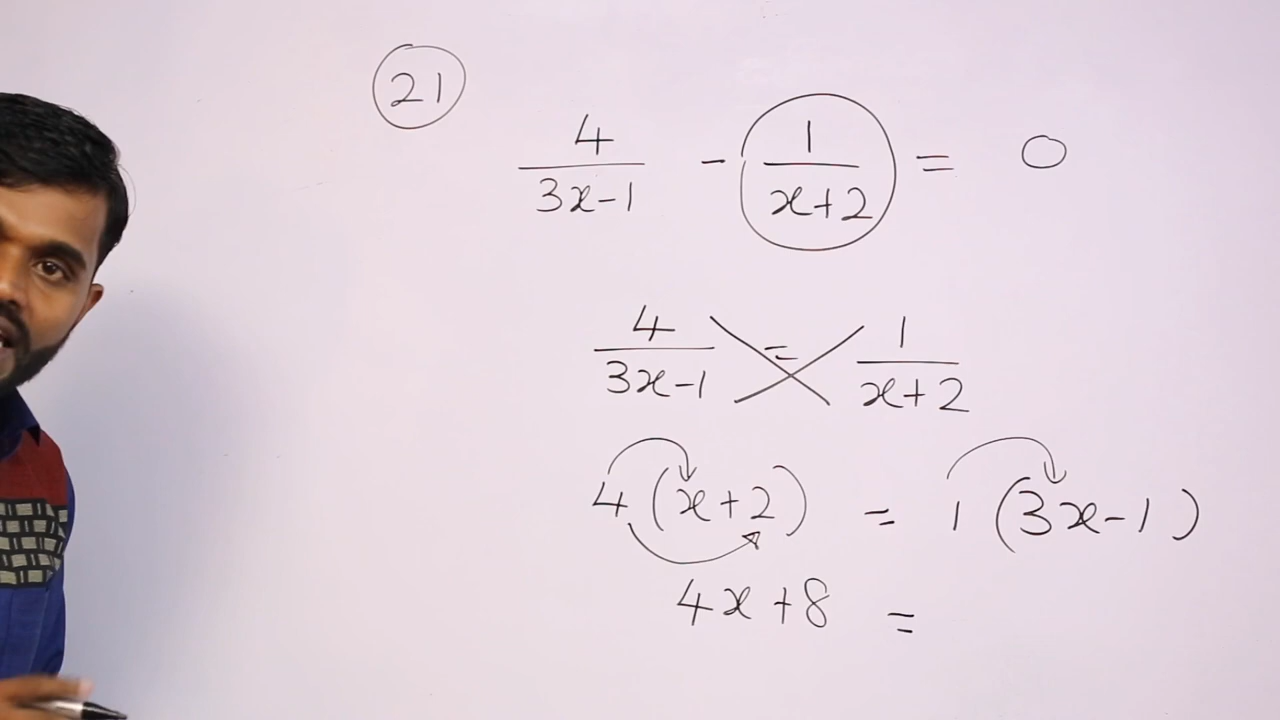 21
4/(3x-1) - 1/(x+2) = 0
4/(3x-1) = 1/(x+2)
4(x+2) = 1(3x-1)
4x+8 =